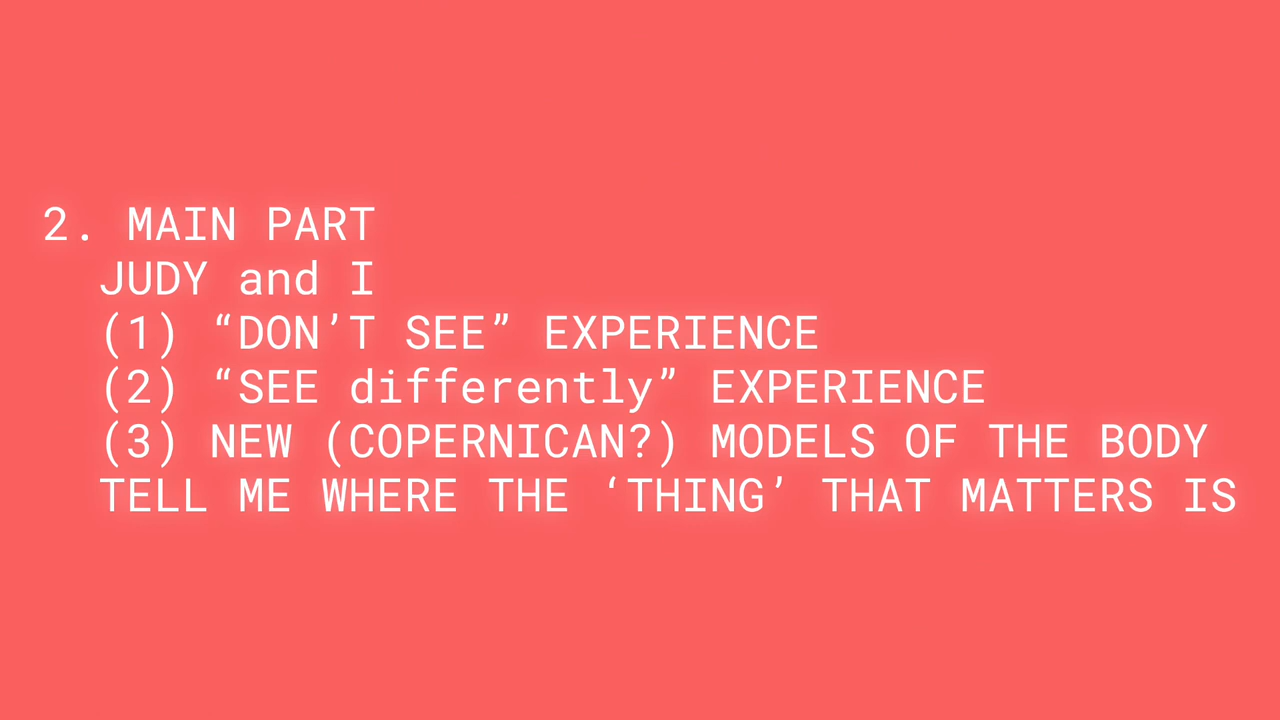 2. MAIN PART
JUDY and I
(1) “DON’T SEE” EXPERIENCE
(2) “SEE differently” EXPERIENCE
(3) NEW (COPERNICAN?) MODELS OF THE BODY
TELL ME WHERE THE ‘THING’ THAT MATTERS IS